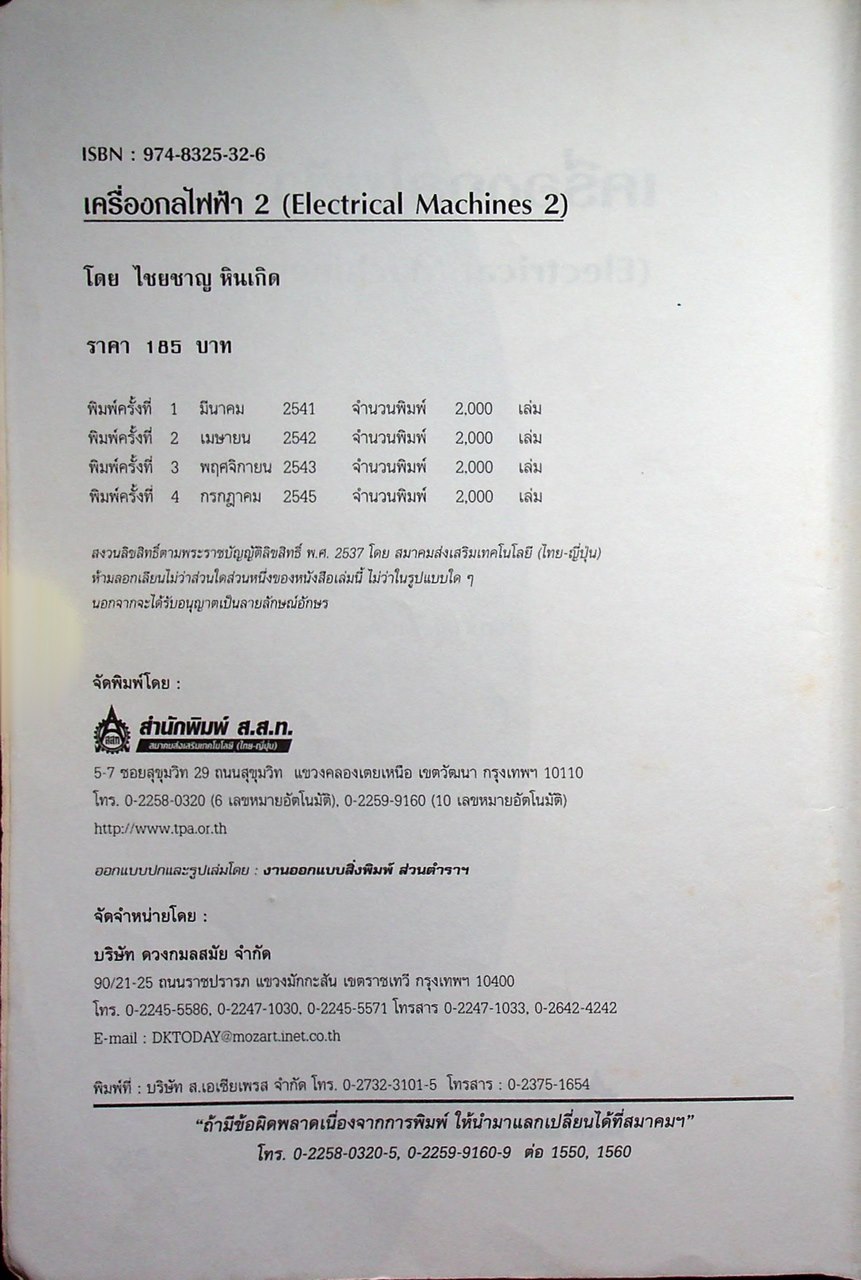 ISBN : 974-8325-32-6
เครื่องกลไฟฟ้า 2 (Electrical Machines 2)
โดย ไชยชาญ หินเกิด
ราคา 185 บาท
พิมพ์ครั้งที่ 1 มีนาคม 2541 จำนวนพิมพ์ 2,000 เล่ม
พิมพ์ครั้งที่ 2 เมษายน 2542 จำนวนพิมพ์ 2,000 เล่ม
พิมพ์ครั้งที่ 3 พฤศจิกายน 2543 จำนวนพิมพ์ 2,000 เล่ม
พิมพ์ครั้งที่ 4 กรกฎาคม 2545 จำนวนพิมพ์ 2,000 เล่ม
สงวนลิขสิทธิ์ตามพระราชบัญญัติลิขสิทธิ์ พ.ศ. 2537 โดย สมาคมส่งเสริมเทคโนโลยี (ไทย-ญี่ปุ่น)
ห้ามลอกเลียนไม่ว่าส่วนใดส่วนหนึ่งของหนังสือเล่มนี้ ไม่ว่าในรูปแบบใด ๆ
นอกจากจะได้รับอนุญาตเป็นลายลักษณ์อักษร
จัดพิมพ์โดย :
สสท สำนักพิมพ์ ส.ส.ท.
สมาคมส่งเสริมเทคโนโลยี (ไทย-ญี่ปุ่น)
5-7 ซอยสุขุมวิท 29 ถนนสุขุมวิท แขวงคลองเตยเหนือ เขตวัฒนา กรุงเทพฯ 10110
โทร. 0-2258-0320 (6 เลขหมายอัตโนมัติ), 0-2259-9160 (10 เลขหมายอัตโนมัติ)
http://www.tpa.or.th
ออกแบบปกและรูปเล่มโดย : งานออกแบบสิ่งพิมพ์ ส่วนตำราฯ
จัดจำหน่ายโดย :
บริษัท ดวงกมลสมัย จำกัด
90/21-25 ถนนราชปรารภ แขวงมักกะสัน เขตราชเทวี กรุงเทพฯ 10400
โทร. 0-2245-5586, 0-2247-1030, 0-2245-5571 โทรสาร 0-2247-1033, 0-2642-4242
E-mail : DKTODAY@mozart.inet.co.th
พิมพ์ที่ : บริษัท ส.เอเซียเพรส จำกัด โทร. 0-2732-3101-5 โทรสาร : 0-2375-1654
“ถ้ามีข้อผิดพลาดเนื่องจากการพิมพ์ ให้นำมาแลกเปลี่ยนได้ที่สมาคมฯ”
โทร. 0-2258-0320-5, 0-2259-9160-9 ต่อ 1550, 1560